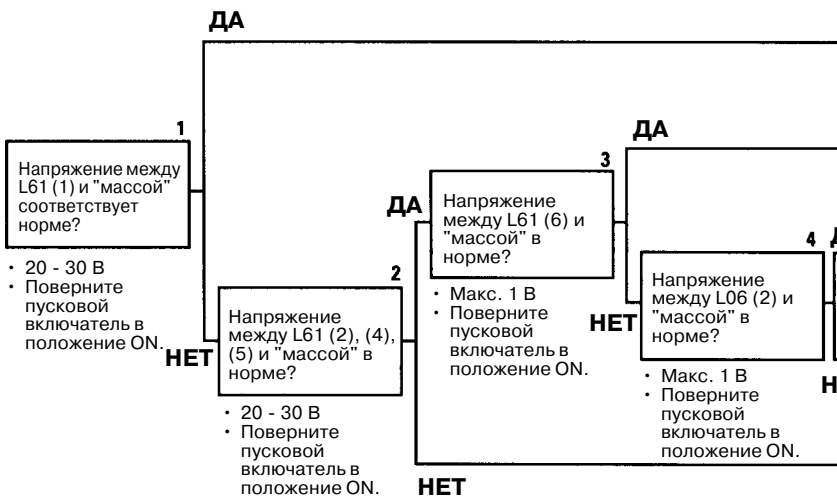 ДА
1
Напряжение между
L61 (1) и "массой"
соответствует
норме?
• 20 - 30 В
• Поверните
пусковой
включатель в
положение ON.
НЕТ
2
Напряжение
между L61 (2), (4),
(5) и "массой" в
норме?
• 20 - 30 В
• Поверните
пусковой
включатель в
положение ON.
ДА
3
Напряжение
между L61 (6) и
"массой" в
норме?
• Макс. 1 В
• Поверните
пусковой
включатель в
положение ON.
НЕТ
ДА
НЕТ
4
Напряжение
между L06 (2) и
"массой" в
норме?
• Макс. 1 В
• Поверните
пусковой
включатель в
положение ON.